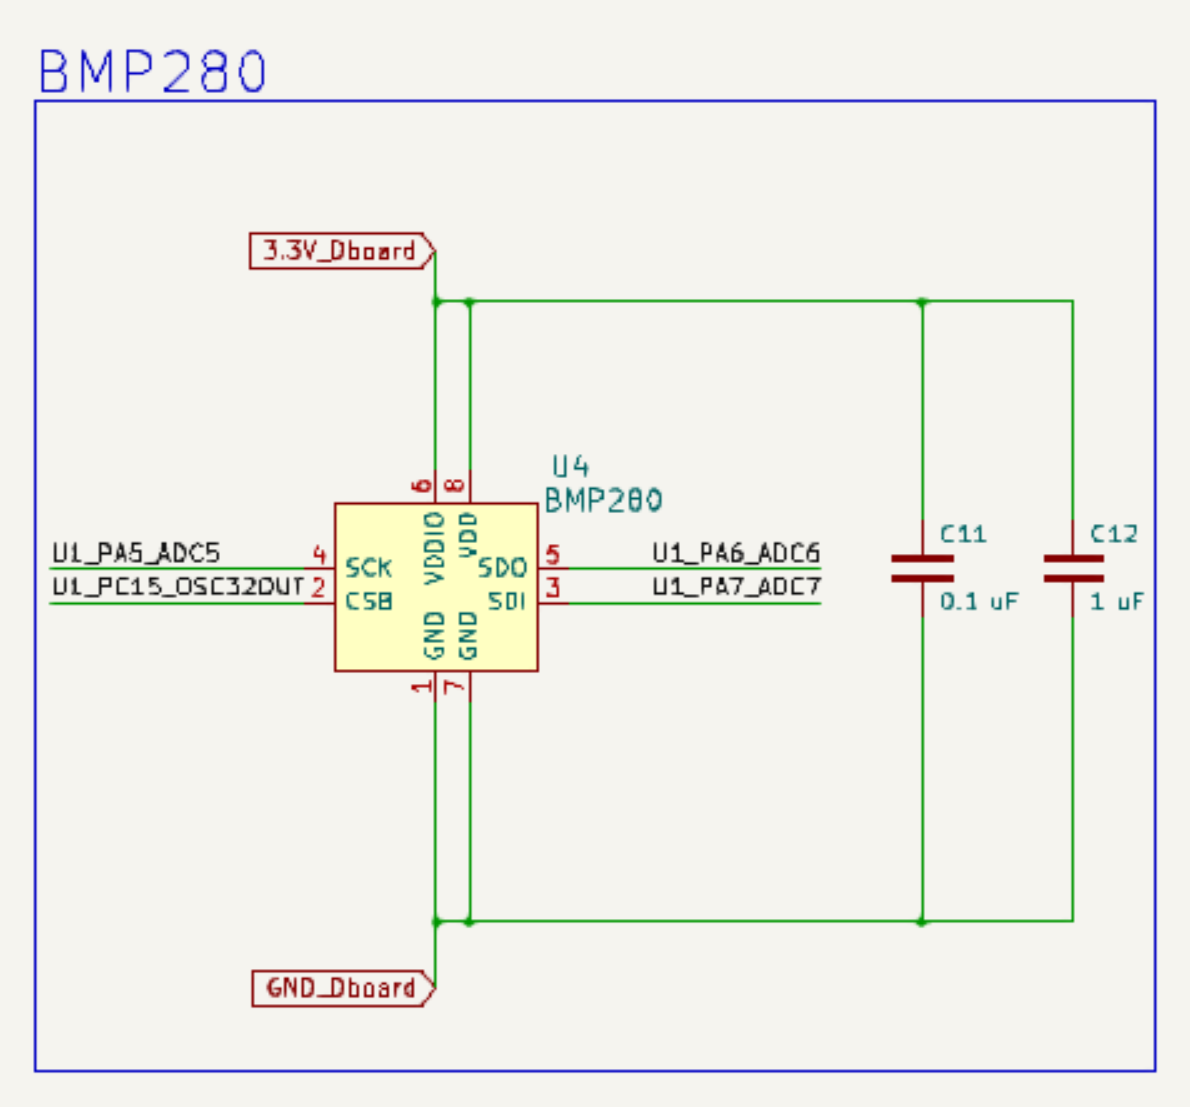 BMP280
3.3V_Dboard
U4
BMP280
6 8
VDDIO VDD
U1_PA5_ADC5 4 SCK SDO 5 U1_PA6_ADC6
U1_PC15_OSC32OUT 2 CSB SDI 3 U1_PA7_ADC7
GND GND
1 7
C11
0.1 uF
C12
1 uF
GND_Dboard